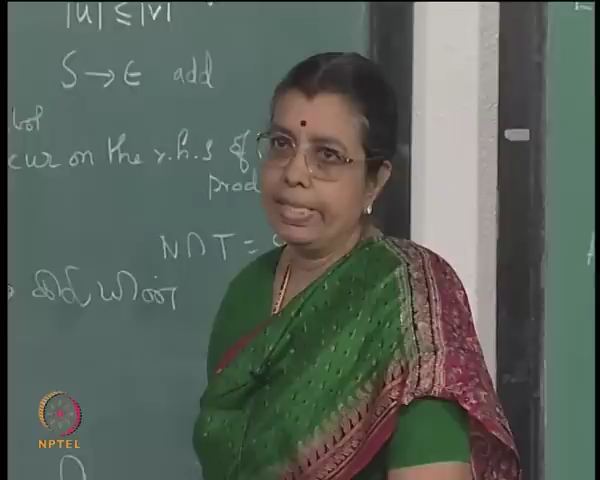 |u| ≤ |v|
S → ϵ add
bol
cur on the r.h.s of
prod
N ∩ T =
NPTEL